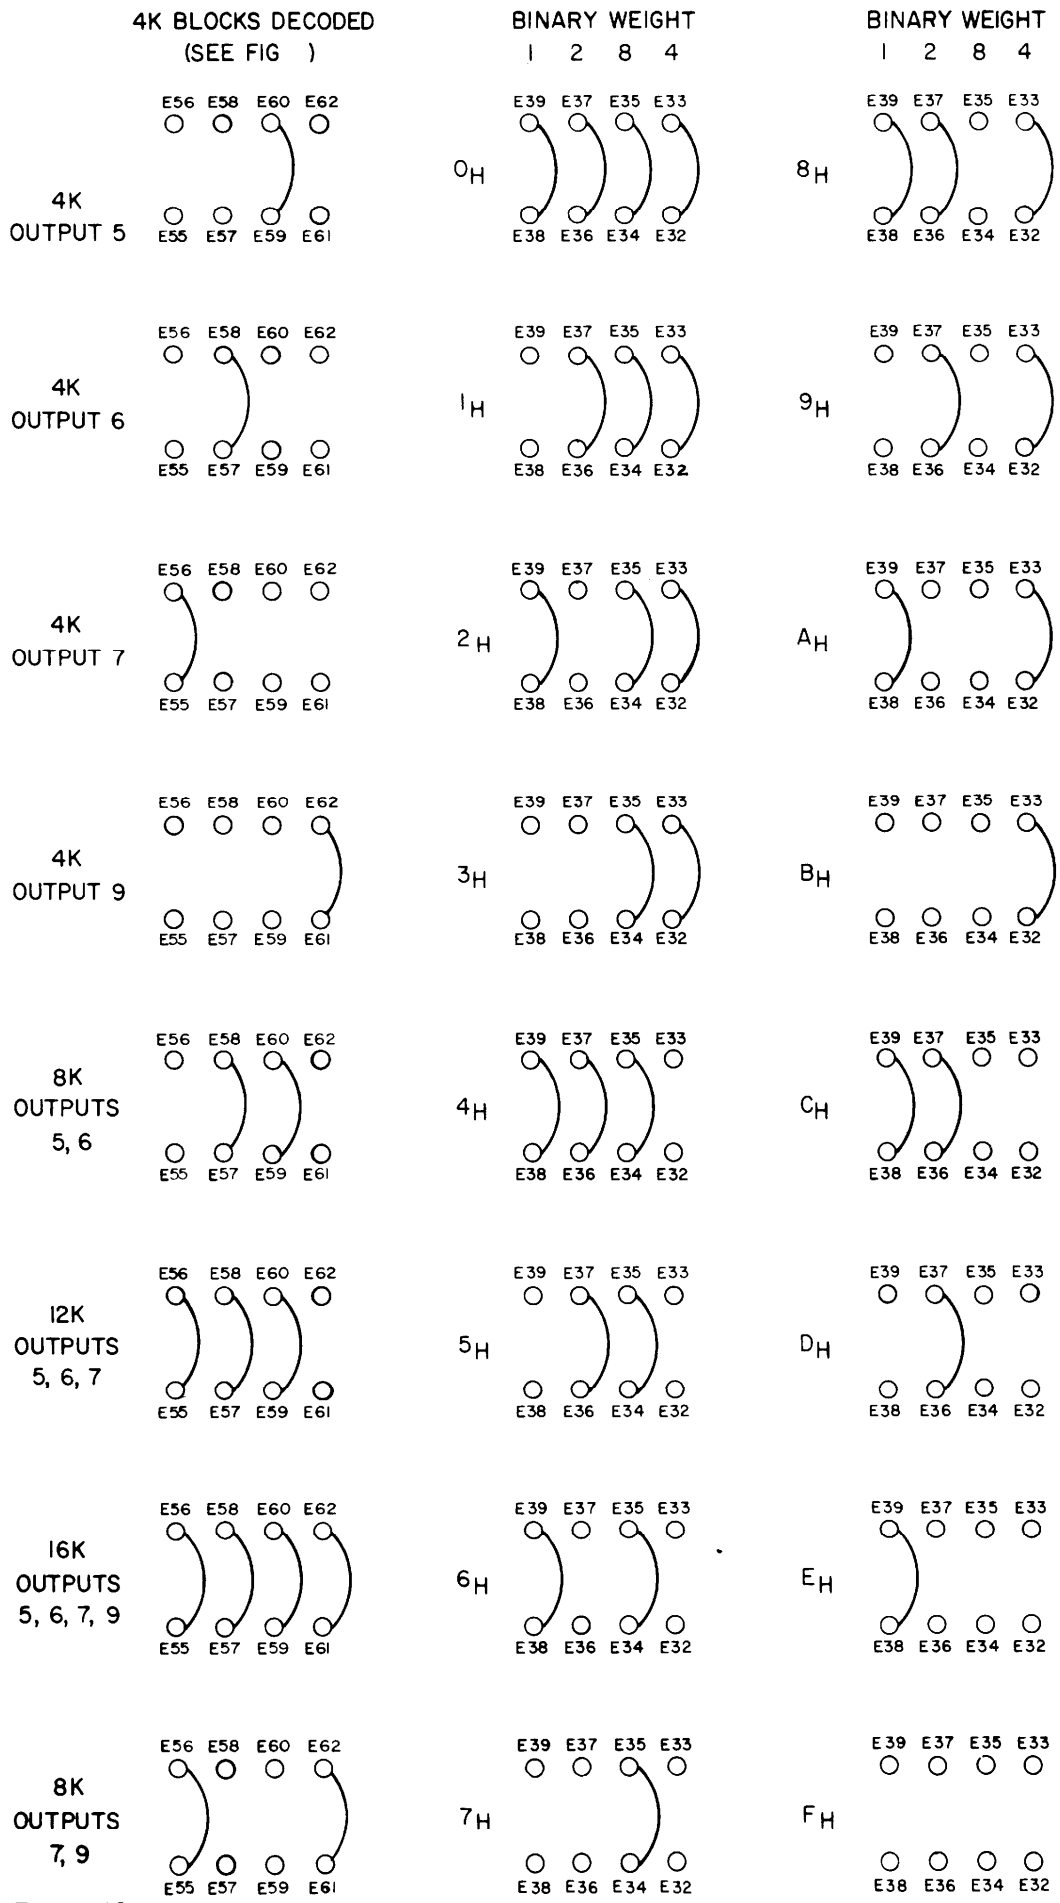 4K BLOCKS DECODED
(SEE FIG )
BINARY WEIGHT
1 2 8 4
BINARY WEIGHT
1 2 8 4
E56 E58 E60 E62
E39 E37 E35 E33
E39 E37 E35 E33
4K
OUTPUT 5
0H
8H
E55 E57 E59 E61
E38 E36 E34 E32
E38 E36 E34 E32
E56 E58 E60 E62
E39 E37 E35 E33
E39 E37 E35 E33
4K
OUTPUT 6
1H
9H
E55 E57 E59 E61
E38 E36 E34 E32
E38 E36 E34 E32
E56 E58 E60 E62
E39 E37 E35 E33
E39 E37 E35 E33
4K
OUTPUT 7
2H
AH
E55 E57 E59 E61
E38 E36 E34 E32
E38 E36 E34 E32
E56 E58 E60 E62
E39 E37 E35 E33
E39 E37 E35 E33
4K
OUTPUT 9
3H
BH
E55 E57 E59 E61
E38 E36 E34 E32
E38 E36 E34 E32
E56 E58 E60 E62
E39 E37 E35 E33
E39 E37 E35 E33
8K
OUTPUTS
5, 6
4H
CH
E55 E57 E59 E61
E38 E36 E34 E32
E38 E36 E34 E32
E56 E58 E60 E62
E39 E37 E35 E33
E39 E37 E35 E33
12K
OUTPUTS
5, 6, 7
5H
DH
E55 E57 E59 E61
E38 E36 E34 E32
E38 E36 E34 E32
E56 E58 E60 E62
E39 E37 E35 E33
E39 E37 E35 E33
16K
OUTPUTS
5, 6, 7, 9
6H
EH
E55 E57 E59 E61
E38 E36 E34 E32
E38 E36 E34 E32
E56 E58 E60 E62
E39 E37 E35 E33
E39 E37 E35 E33
8K
OUTPUTS
7, 9
7H
FH
E55 E57 E59 E61
E38 E36 E34 E32
E38 E36 E34 E32